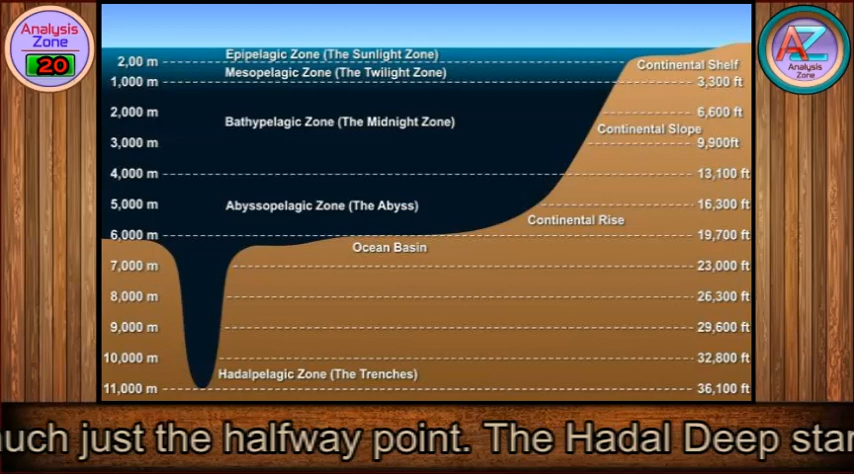 Analysis
Zone
20
AZ
Analysis
Zone
Epipelagic Zone (The Sunlight Zone)
2,00 m
Mesopelagic Zone (The Twilight Zone)
Continental Shelf
1,000 m
3,300 ft
2,000 m
6,600 ft
Bathypelagic Zone (The Midnight Zone)
Continental Slope
3,000 m
9,900ft
4,000 m
13,100 ft
5,000 m
Abyssopelagic Zone (The Abyss)
16,300 ft
Continental Rise
6,000 m
19,700 ft
Ocean Basin
7,000 m
23,000 ft
8,000 m
26,300 ft
9,000 m
29,600 ft
10,000 m
32,800 ft
Hadalpelagic Zone (The Trenches)
11,000 m
36,100 ft
just the halfway point. The Hadal Deep